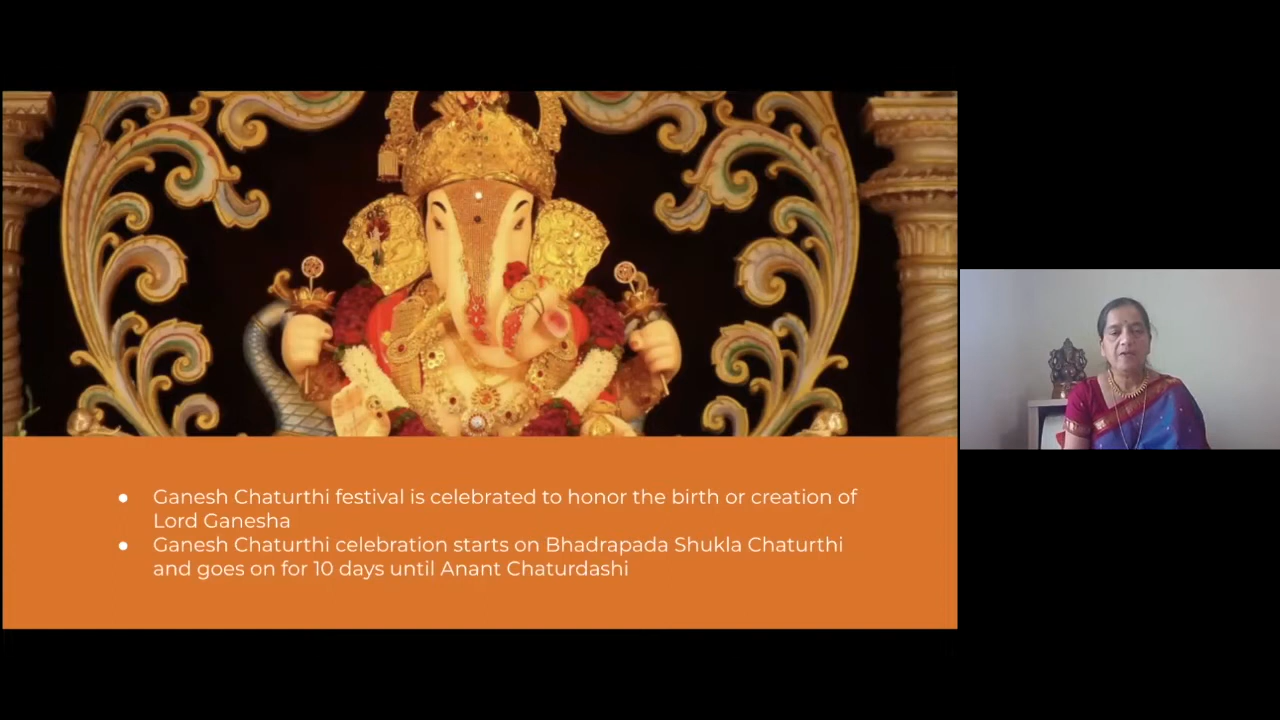 ● Ganesh Chaturthi festival is celebrated to honor the birth or creation of
Lord Ganesha
● Ganesh Chaturthi celebration starts on Bhadrapada Shukla Chaturthi
and goes on for 10 days until Anant Chaturdashi